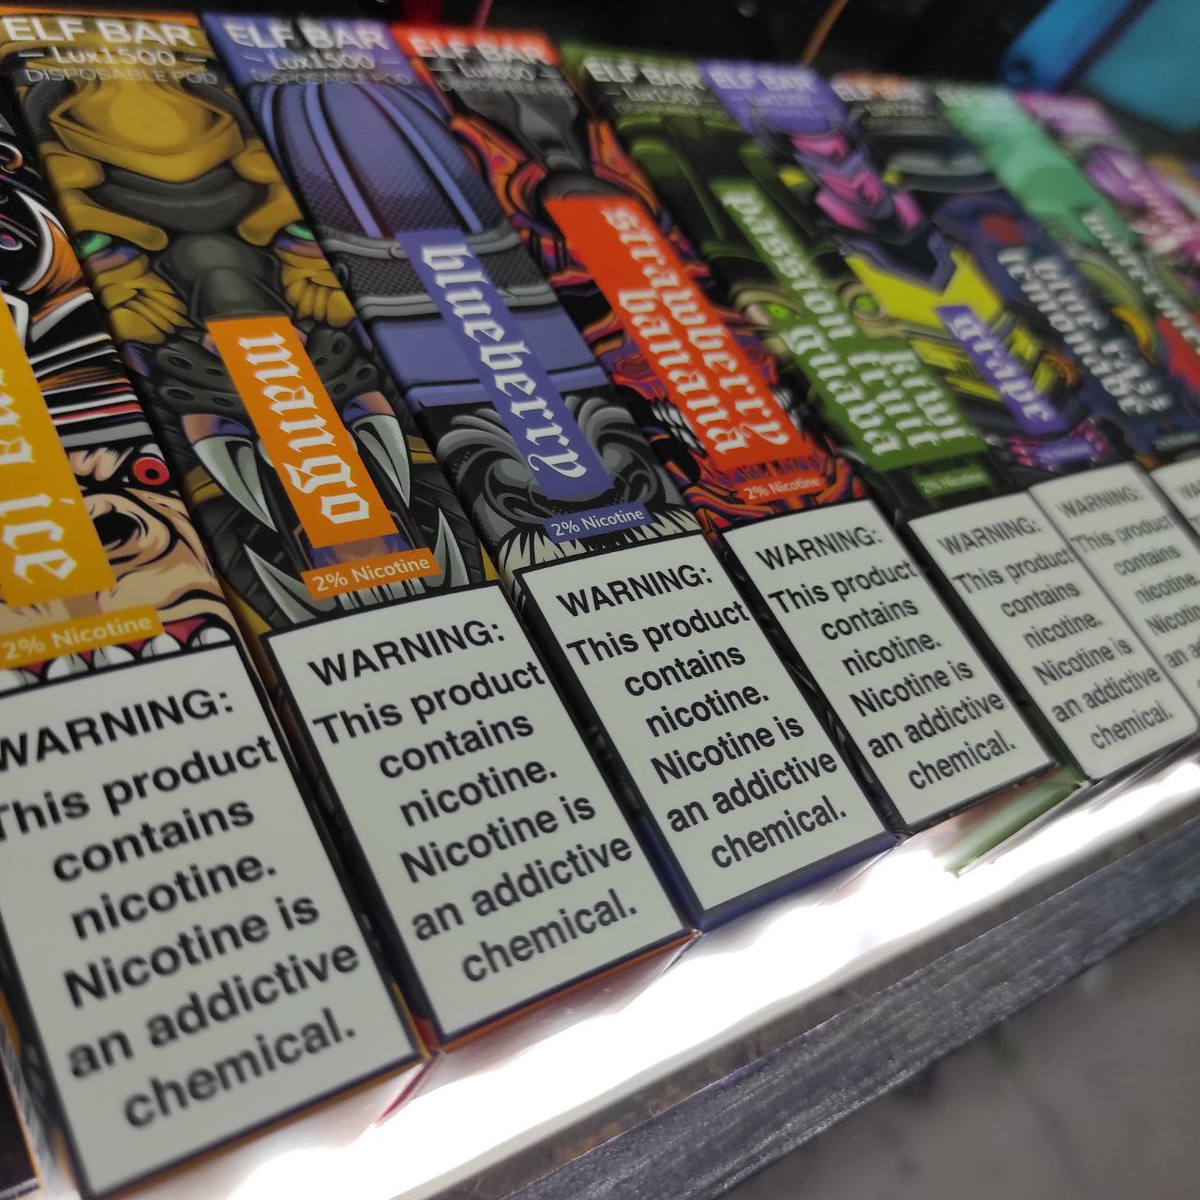 ELF BAR
Lux1500
DISPOSABLE POD
ELF BAR
Lux1500
DISPOSABLE POD
ELF BAR
Lux800
DISPOSABLE POD
ELF BAR
Lux1500
ELF BAR
Lux1500
ELF BAR
ice
2% Nicotine
WARNING:
This product
contains
nicotine.
Nicotine is
an addictive
chemical.
mango
2% Nicotine
WARNING:
This product
contains
nicotine.
Nicotine is
an addictive
chemical.
blueberry
2% Nicotine
WARNING:
This product
contains
nicotine.
Nicotine is
an addictive
chemical.
strawberry
banana
2% Nicotine
WARNING:
This product
contains
nicotine.
Nicotine is
an addictive
chemical.
kiwi
passion fruit
guava
2% Nicotine
WARNING:
This product
contains
nicotine.
Nicotine is
an addictive
chemical.
grape
WARNING:
This product
contains
nicotine.
Nicotine is
an addictive
blue razz
lemonade